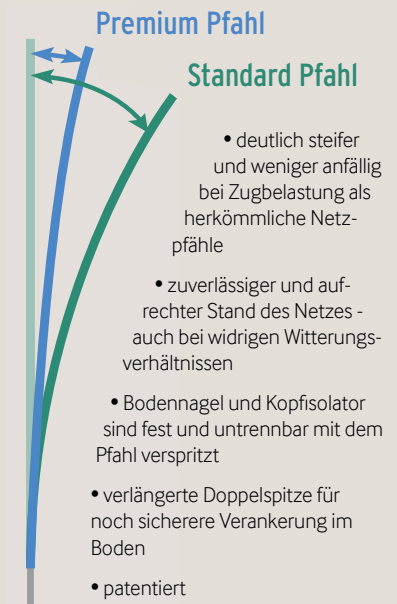 Premium Pfahl
Standard Pfahl
• deutlich steifer
und weniger anfällig
bei Zugbelastung als
herkömmliche Netz-
pfähle
• zuverlässiger und auf-
rechter Stand des Netzes -
auch bei widrigen Witterungs-
verhältnissen
• Bodennagel und Kopfisolator
sind fest und untrennbar mit dem
Pfahl verspritzt
• verlängerte Doppelspitze für
noch sicherere Verankerung im
Boden
• patentiert